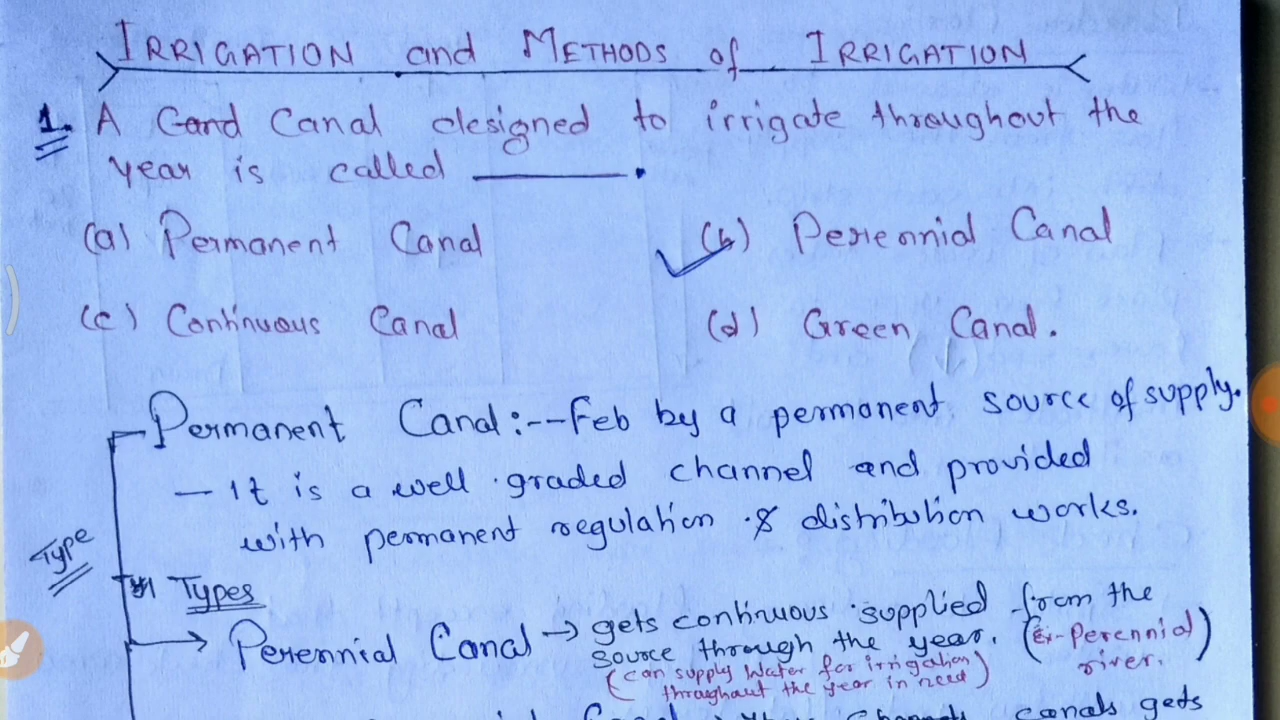 IRRIGATION and METHODS of IRRIGATION
1. A Canal designed to irrigate throughout the
year is called ______.
(a) Permanent Canal (b) Perennial Canal
(c) Continuous Canal (d) Green Canal.
Permanent Canal:-- Feb by a permanent source of supply.
— It is a well graded channel and provided
with permanent regulation & distribution works.
Type
Types
Perennial Canal → gets continuous supplied from the
source through the year. (Ex- Perennial
river.)
(can supply water for irrigation
throughout the year in need)
Canal canals gets